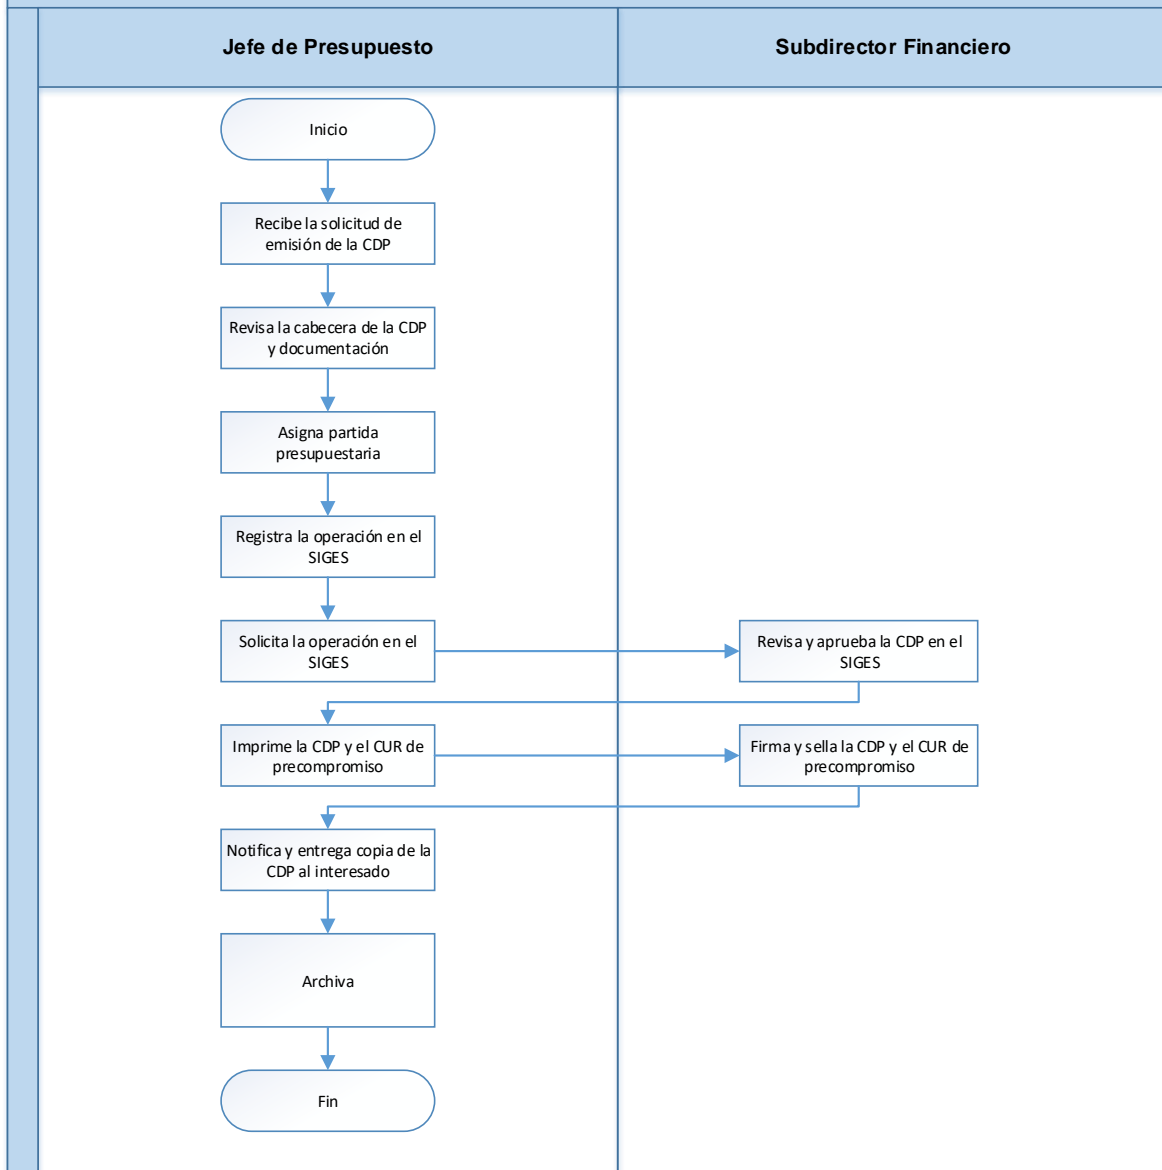 Jefe de Presupuesto
Subdirector Financiero
Inicio
Recibe la solicitud de
emisión de la CDP
Revisa la cabecera de la CDP
y documentación
Asigna partida
presupuestaria
Registra la operación en el
SIGES
Solicita la operación en el
SIGES
Revisa y aprueba la CDP en el
SIGES
Imprime la CDP y el CUR de
precompromiso
Firma y sella la CDP y el CUR de
precompromiso
Notifica y entrega copia de la
CDP al interesado
Archiva
Fin